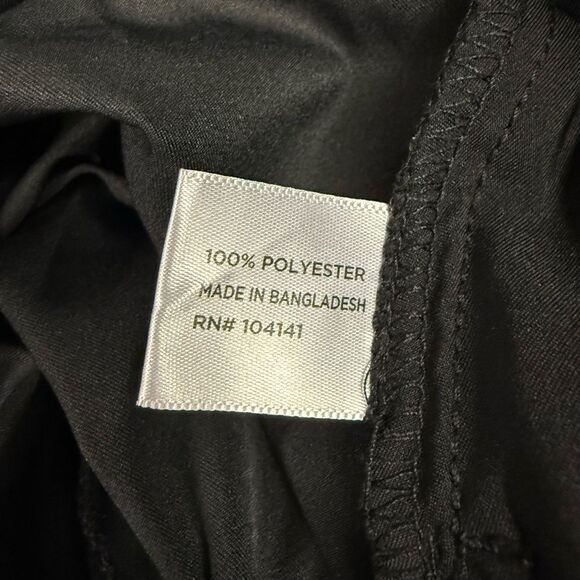 100% POLYESTER
MADE IN BANGLADESH
RN# 104141